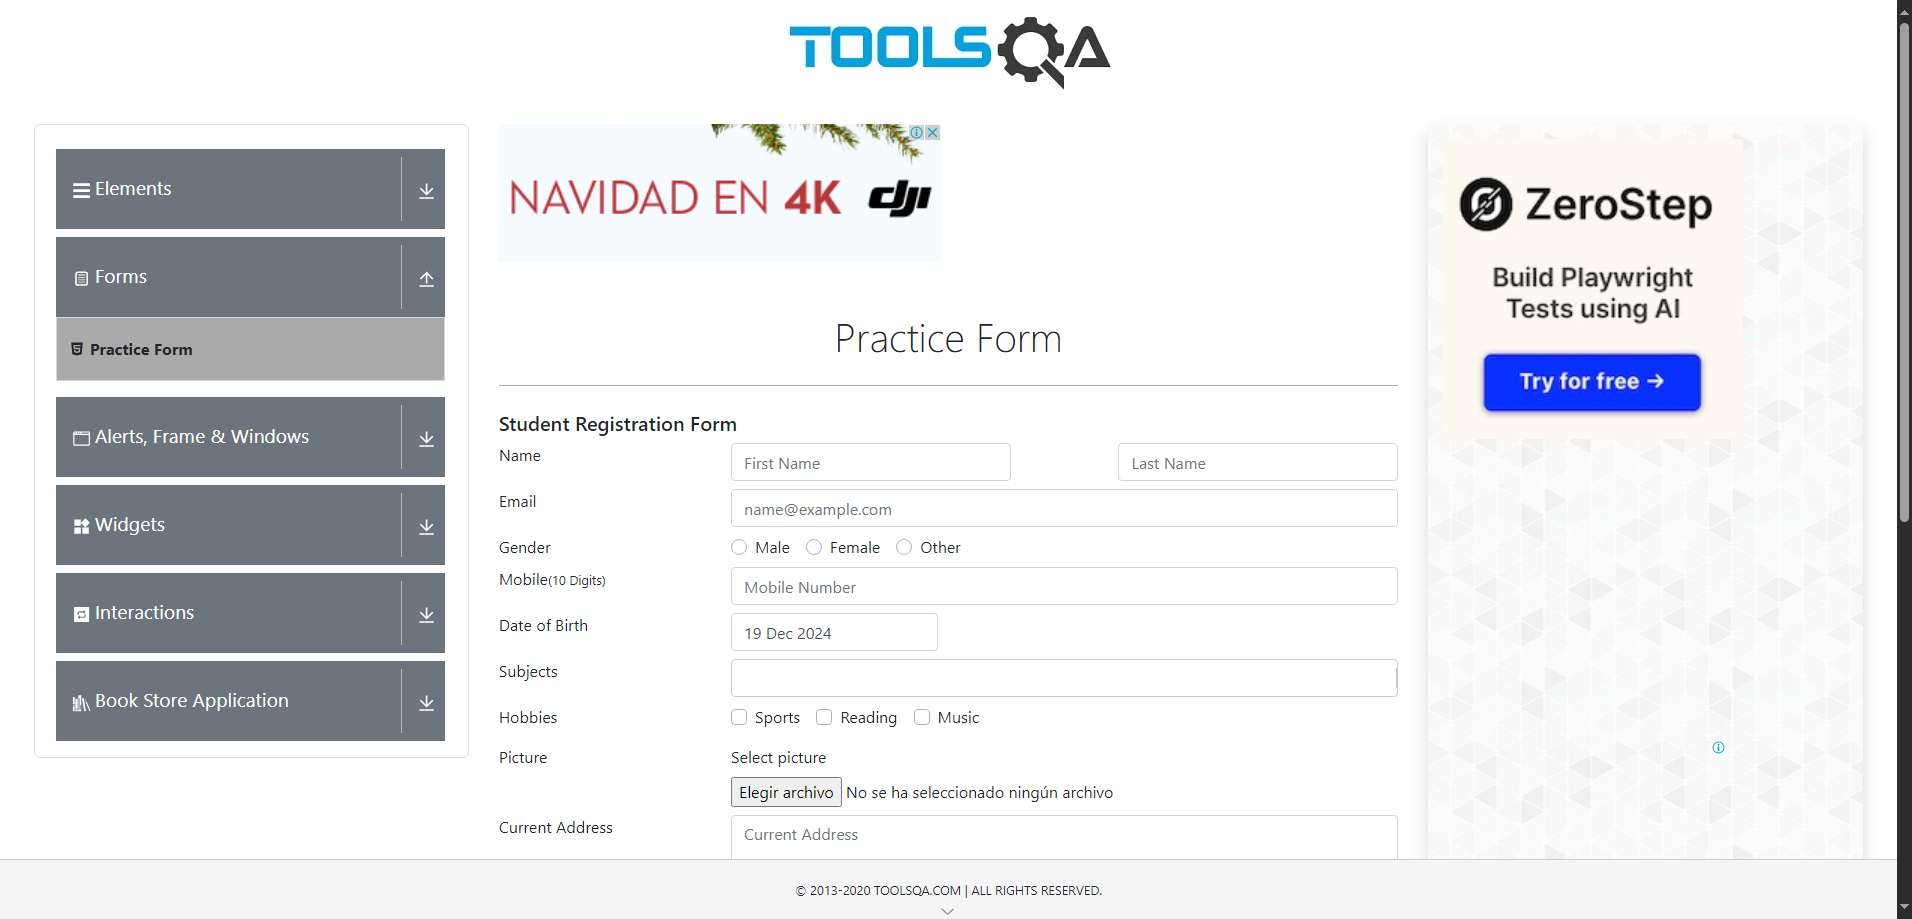 TOOLSQA
Elements
Forms
Practice Form
Alerts, Frame & Windows
Widgets
Interactions
Book Store Application
NAVIDAD EN 4K dji
Practice Form
Student Registration Form
Name
First Name
Last Name
Email
name@example.com
Gender
Male
Female
Other
Mobile(10 Digits)
Mobile Number
Date of Birth
19 Dec 2024
Subjects
Hobbies
Sports
Reading
Music
Picture
Select picture
Elegir archivo No se ha seleccionado ningún archivo
Current Address
Current Address
ZeroStep
Build Playwright
Tests using AI
Try for free →
© 2013-2020 TOOLSQA.COM | ALL RIGHTS RESERVED.